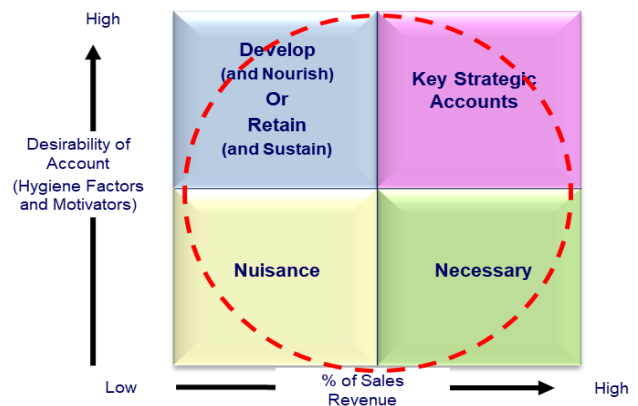 High
Develop
(and Nourish)
Or
Retain
(and Sustain)
Key Strategic
Accounts
Desirability of
Account
(Hygiene Factors
and Motivators)
Nuisance
Necessary
Low
% of Sales
Revenue
High